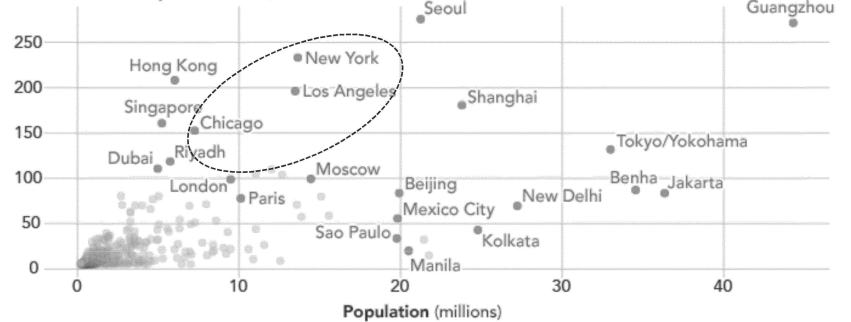 Seoul
Guangzhou
250
New York
Hong Kong
200
Los Angeles
Shanghai
Singapore
150
Chicago
Tokyo/Yokohama
Riyadh
Dubai
Moscow
100
London
Benha
Jakarta
Beijing
Paris
New Delhi
Mexico City
50
Sao Paulo
Kolkata
Manila
0
0 10 20 30 40
Population (millions)